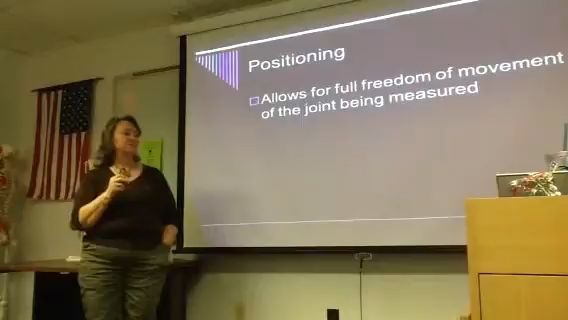 Positioning
Allows for full freedom of movement
of the joint being measured